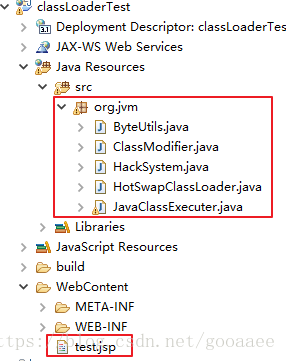 classLoaderTest
Deployment Descriptor: classLoaderTes
JAX-WS Web Services
Java Resources
src
org.jvm
ByteUtils.java
ClassModifier.java
HackSystem.java
HotSwapClassLoader.java
JavaClassExecuter.java
Libraries
JavaScript Resources
build
WebContent
META-INF
WEB-INF
test.jsp
https://blog.csdn.net/gooaaee